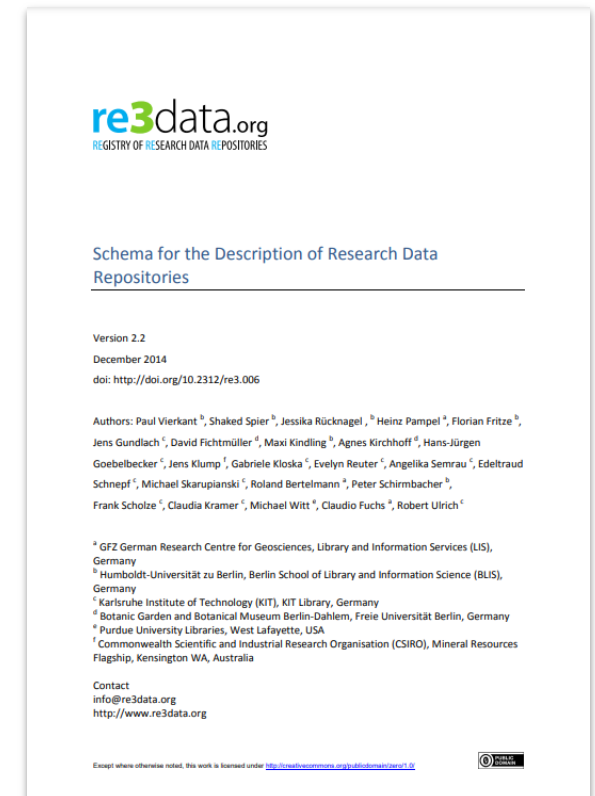 re3data.org
REGISTRY OF RESEARCH DATA REPOSITORIES
Schema for the Description of Research Data
Repositories
Version 2.2
December 2014
doi: http://doi.org/10.2312/re3.006
Authors: Paul Vierkant b, Shaked Spier b, Jessika Rücknagel , b Heinz Pampel a, Florian Fritze b,
Jens Gundlach c, David Fichtmüller d, Maxi Kindling b, Agnes Kirchhoff d, Hans-Jürgen
Goebelbecker c, Jens Klump f, Gabriele Kloska c, Evelyn Reuter c, Angelika Semrau c, Edeltraud
Schnepf c, Michael Skarupianski c, Roland Bertelmann a, Peter Schirmbacher b,
Frank Scholze c, Claudia Kramer c, Michael Witt e, Claudio Fuchs a, Robert Ulrich c
a GFZ German Research Centre for Geosciences, Library and Information Services (LIS),
Germany
b Humboldt-Universität zu Berlin, Berlin School of Library and Information Science (BLIS),
Germany
c Karlsruhe Institute of Technology (KIT), KIT Library, Germany
d Botanic Garden and Botanical Museum Berlin-Dahlem, Freie Universität Berlin, Germany
e Purdue University Libraries, West Lafayette, USA
f Commonwealth Scientific and Industrial Research Organisation (CSIRO), Mineral Resources
Flagship, Kensington WA, Australia
Contact
info@re3data.org
http://www.re3data.org
Except where otherwise noted, this work is licensed under http://creativecommons.org/publicdomain/zero/1.0/
PUBLIC
DOMAIN